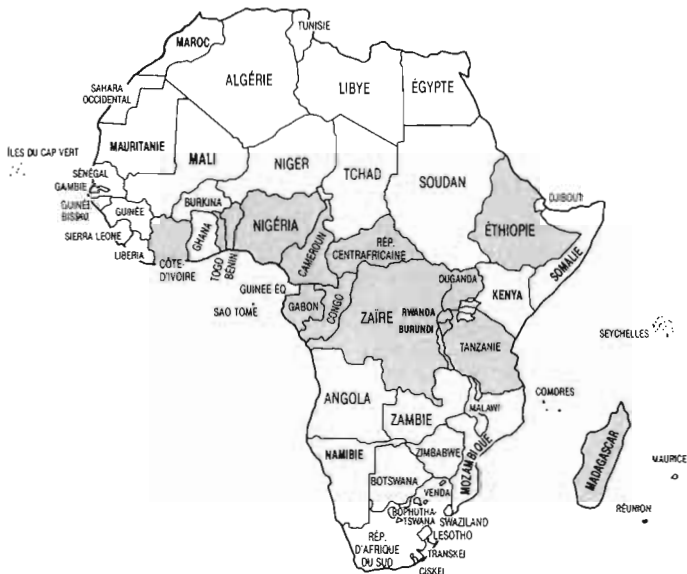 TUNISIE
MAROC
ALGÉRIE
LIBYE
ÉGYPTE
SAHARA
OCCIDENTAL
MAURITANIE
ÎLES DU CAP VERT
MALI
NIGER
TCHAD
SOUDAN
SÉNÉGAL
GAMBIE
DJIBOUTI
GUINÉE
BISSAU
GUINÉE
BURKINA
NIGÉRIA
ÉTHIOPIE
SIERRA LEONE
GHANA
CAMEROUN
RÉP.
CENTRAFRICAINE
SOMALIE
LIBERIA
CÔTE-
D'IVOIRE
TOGO
BÉNIN
OUGANDA
GUINÉE ÉQ.
KENYA
GABON
CONGO
SAO TOMÉ
ZAÏRE
RWANDA
BURUNDI
SEYCHELLES
TANZANIE
ANGOLA
COMORES
MALAWI
ZAMBIE
MOZAMBIQUE
MADAGASCAR
NAMIBIE
ZIMBABWE
MAURICE
BOTSWANA
VENDA
RÉUNION
BOPHUTHA-
TSWANA
SWAZILAND
LESOTHO
RÉP.
D'AFRIQUE
DU SUD
TRANSKEI
CISKEI